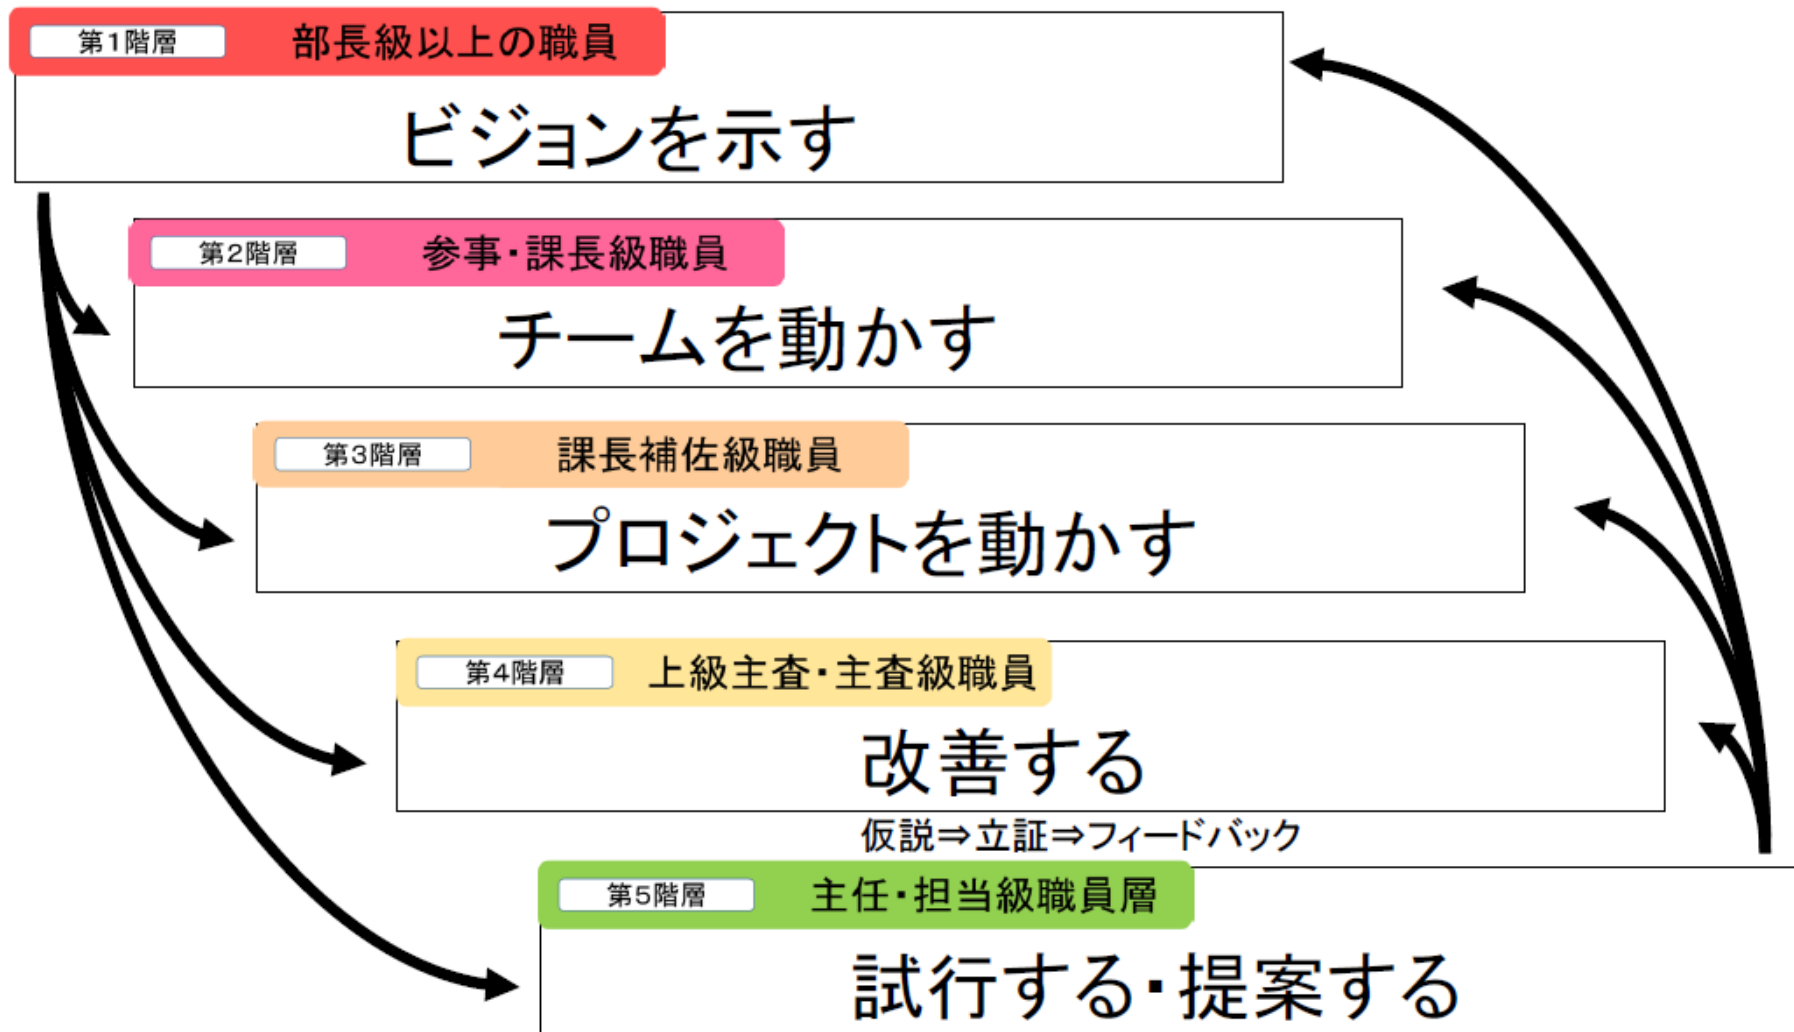 第1階層 部長級以上の職員
ビジョンを示す
第2階層 参事・課長級職員
チームを動かす
第3階層 課長補佐級職員
プロジェクトを動かす
第4階層 上級主査・主査級職員
改善する
仮説⇒立証⇒フィードバック
第5階層 主任・担当級職員層
試行する・提案する